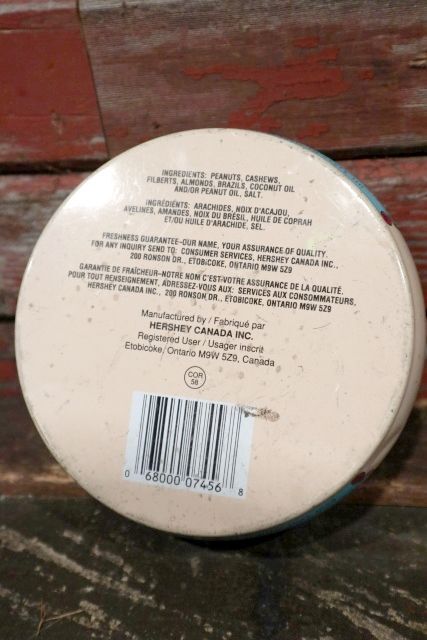 INGREDIENTS: PEANUTS, CASHEWS,
FILBERTS, ALMONDS, BRAZILS, COCONUT OIL
AND/OR PEANUT OIL, SALT.
INGRÉDIENTS: ARACHIDES, NOIX D'ACAJOU,
AVELINES, AMANDES, NOIX DU BRÉSIL, HUILE DE COPRAH
ET/OU HUILE D'ARACHIDE, SEL.
FRESHNESS GUARANTEE-OUR NAME, YOUR ASSURANCE OF QUALITY.
FOR ANY INQUIRY SEND TO: CONSUMER SERVICES, HERSHEY CANADA INC.,
200 RONSON DR., ETOBICOKE, ONTARIO M9W 5Z9
GARANTIE DE FRAÎCHEUR-NOTRE NOM C'EST VOTRE ASSURANCE DE LA QUALITÉ.
POUR TOUT RENSEIGNEMENT, ADRESSEZ-VOUS AUX: SERVICES AUX CONSOMMATEURS,
HERSHEY CANADA INC., 200 RONSON DR., ETOBICOKE, ONTARIO M9W 5Z9
Manufactured by / Fabriqué par
HERSHEY CANADA INC.
Registered User / Usager inscrit
Etobicoke, Ontario M9W 5Z9, Canada
COR
58
0 68000 07456 8